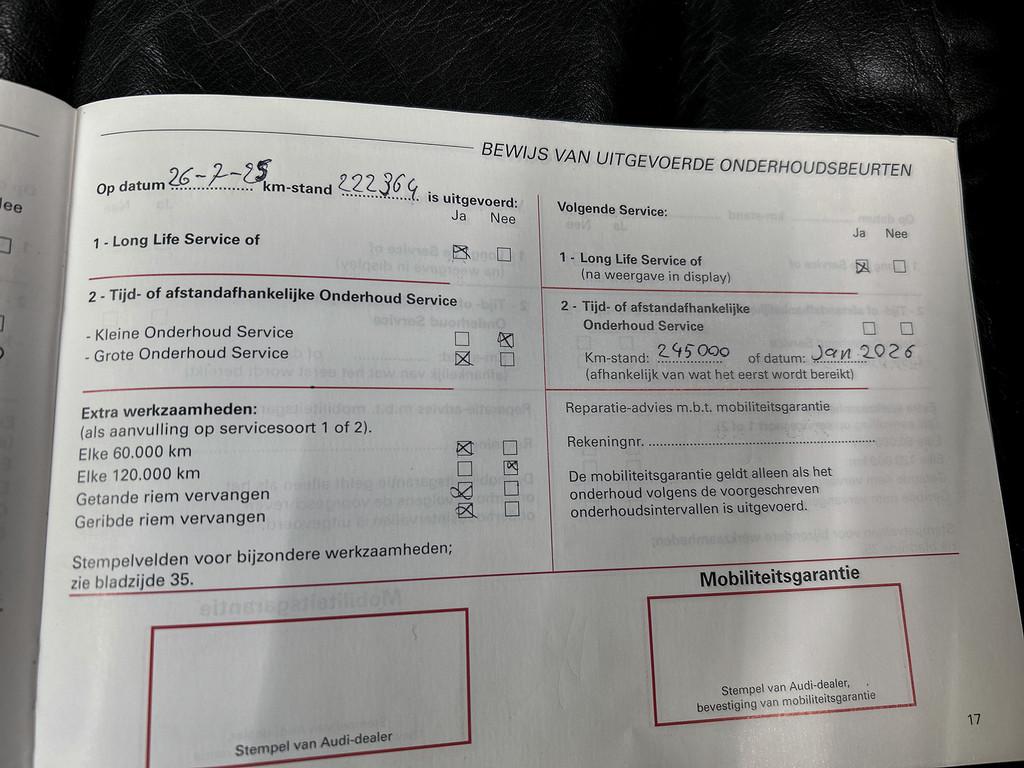 BEWIJS VAN UITGEVOERDE ONDERHOUDSBEURTEN
Op datum 26-7-25 km-stand 222364 is uitgevoerd:
Ja Nee
1 - Long Life Service of
2 - Tijd- of afstandafhankelijke Onderhoud Service
- Kleine Onderhoud Service
- Grote Onderhoud Service
Extra werkzaamheden:
(als aanvulling op servicesoort 1 of 2).
Elke 60.000 km
Elke 120.000 km
Getande riem vervangen
Geribde riem vervangen
Stempelvelden voor bijzondere werkzaamheden;
zie bladzijde 35.
Stempel van Audi-dealer
Volgende Service:
Ja Nee
1 - Long Life Service of
(na weergave in display)
2 - Tijd- of afstandafhankelijke
Onderhoud Service
Km-stand: 245000 of datum: Jan 2026
(afhankelijk van wat het eerst wordt bereikt)
Reparatie-advies m.b.t. mobiliteitsgarantie
Rekeningnr.
De mobiliteitsgarantie geldt alleen als het
onderhoud volgens de voorgeschreven
onderhoudsintervallen is uitgevoerd.
Mobiliteitsgarantie
Stempel van Audi-dealer,
bevestiging van mobiliteitsgarantie
17